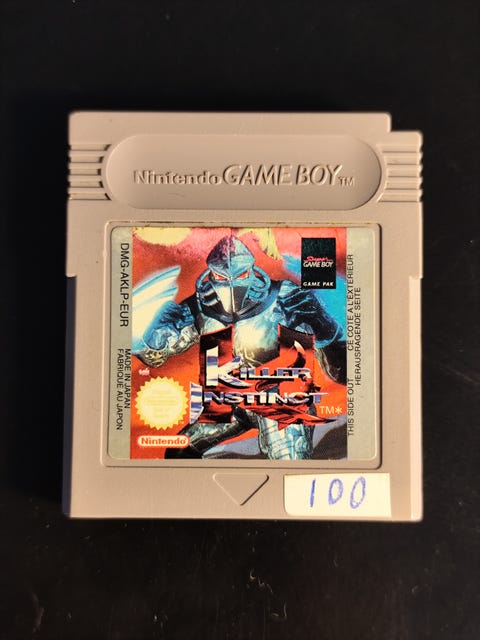 Nintendo GAME BOY TM
Super
GAME BOY
GAME PAK
DMG-AKLP-EUR
MADE IN JAPAN
FABRIQUÉ AU JAPON
THIS SIDE OUT
CE COTE A L'EXTERIEUR
HERAUSRAGENDE SEITE
KILLER
INSTINCT
TM*
Nintendo
100